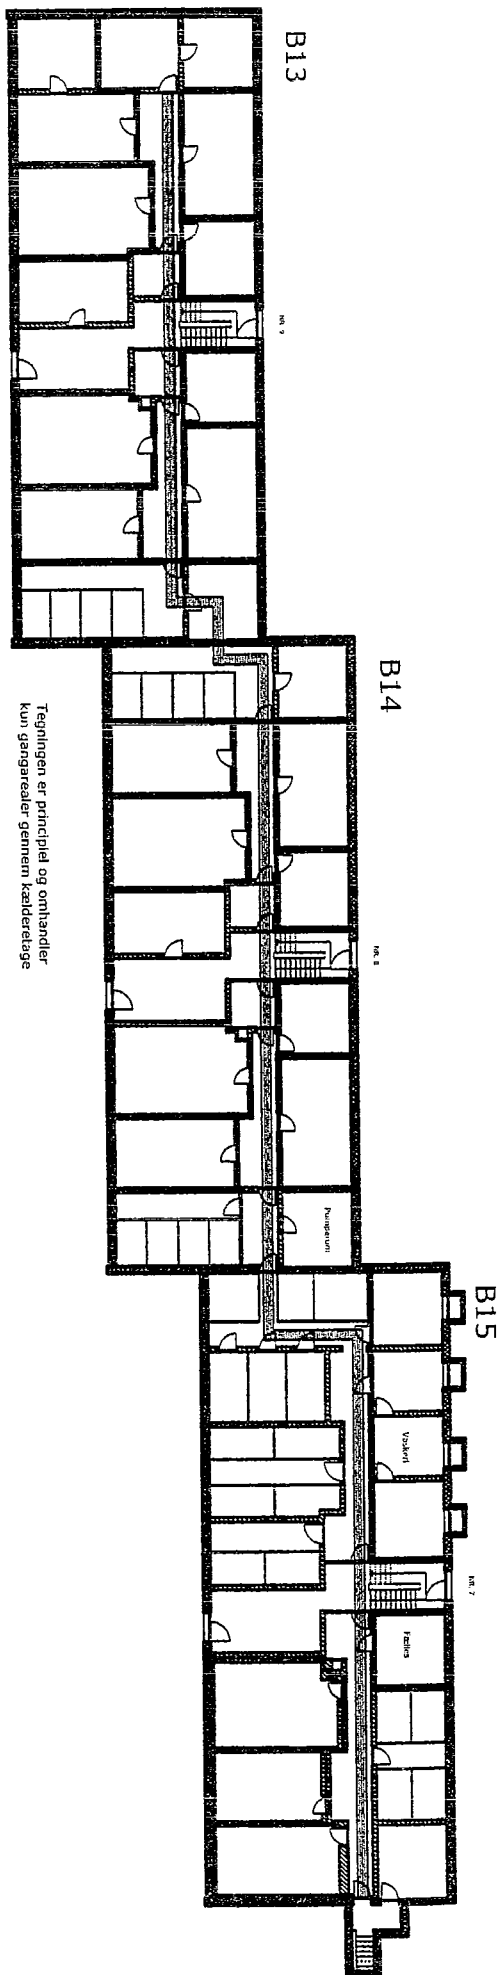 B13
NR. 9
B14
NR. 8
Tegningen er principiel og omhandler
kun gangarealer gennem kælderetage
Pumperum
B15
Vaskeri
NR. 7
Fælles